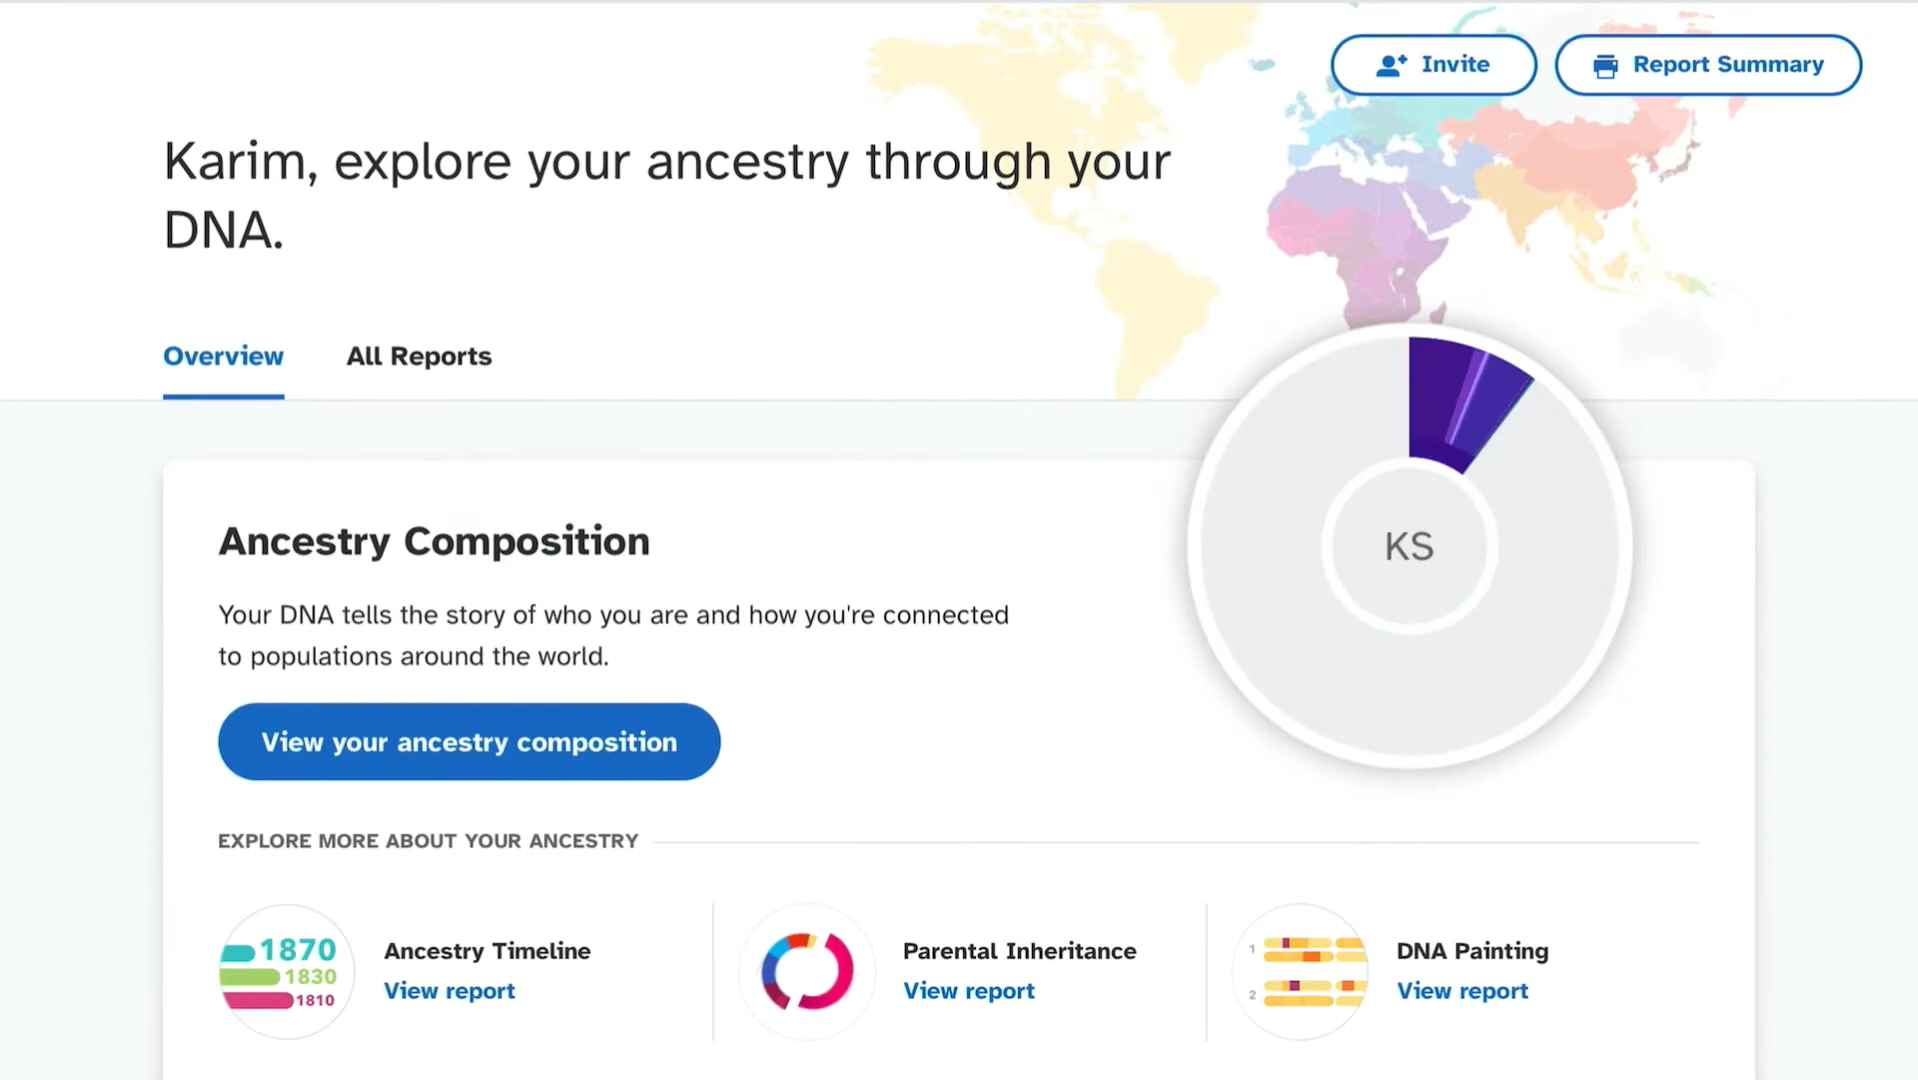 Invite
Report Summary
Karim, explore your ancestry through your
DNA.
Overview
All Reports
KS
Ancestry Composition
Your DNA tells the story of who you are and how you're connected
to populations around the world.
View your ancestry composition
EXPLORE MORE ABOUT YOUR ANCESTRY
1870
1830
1810
Ancestry Timeline
View report
Parental Inheritance
View report
1
2
DNA Painting
View report